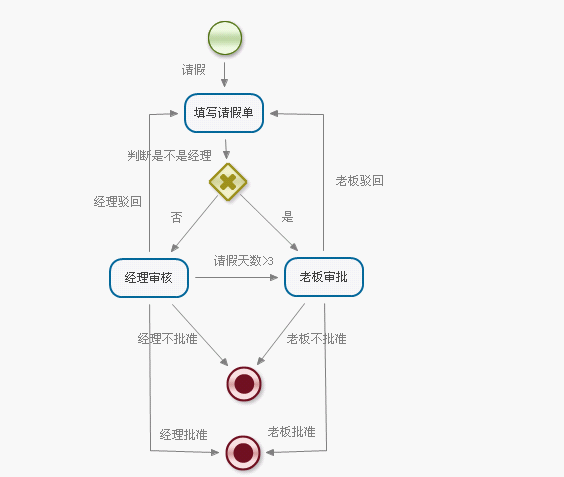 请假
填写请假单
判断是不是经理
老板驳回
经理驳回
否
是
请假天数>3
经理审核
老板审批
经理不批准
老板不批准
经理批准
老板批准